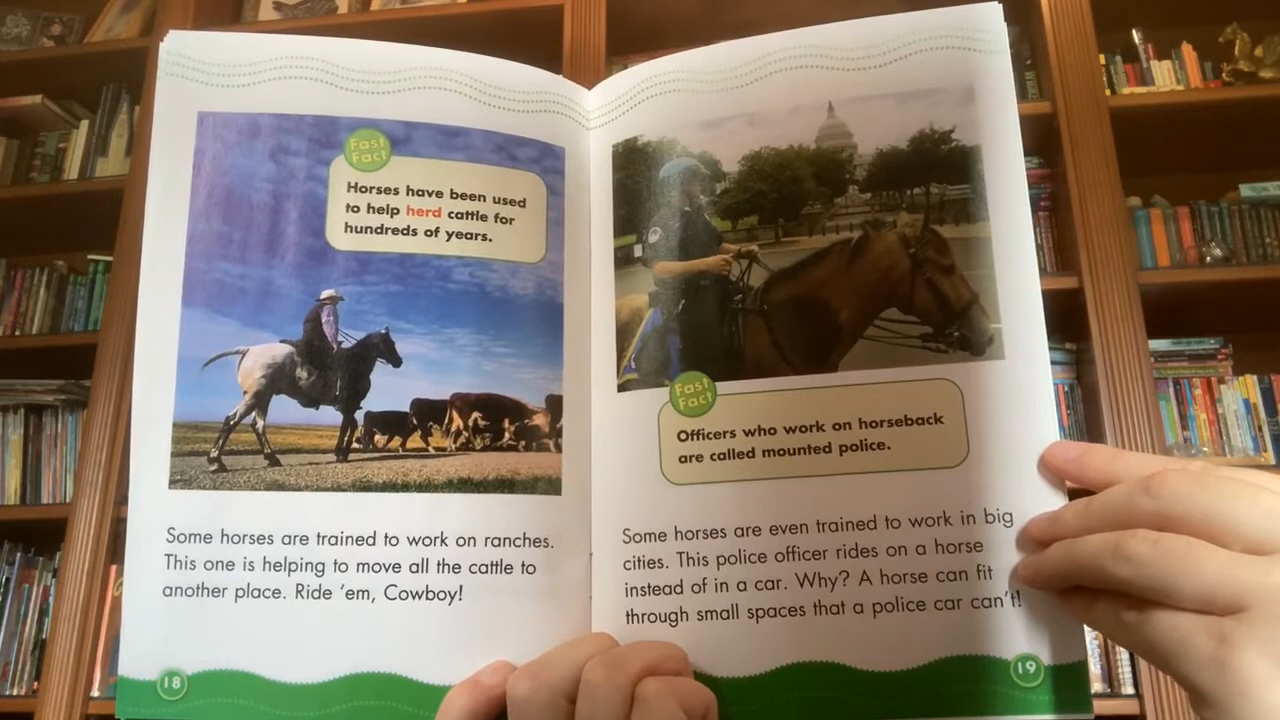 Fast
Fact
Horses have been used
to help herd cattle for
hundreds of years.
Some horses are trained to work on ranches.
This one is helping to move all the cattle to
another place. Ride ’em, Cowboy!
18
Fast
Fact
Officers who work on horseback
are called mounted police.
Some horses are even trained to work in big
cities. This police officer rides on a horse
instead of in a car. Why? A horse can fit
through small spaces that a police car can’t!
19